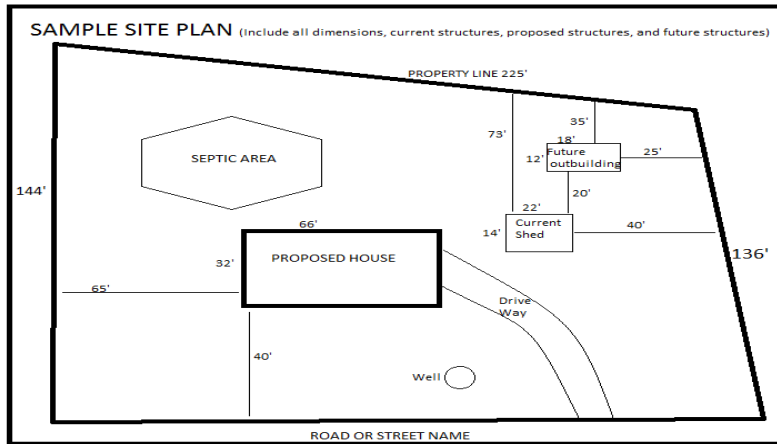 SAMPLE SITE PLAN (Include all dimensions, current structures, proposed structures, and future structures)
PROPERTY LINE 225'
35'
73'
18'
SEPTIC AREA
12'
Future
outbuilding
25'
144'
20'
22'
66'
14'
Current
Shed
40'
32'
PROPOSED HOUSE
136'
65'
Drive
Way
40'
Well
ROAD OR STREET NAME